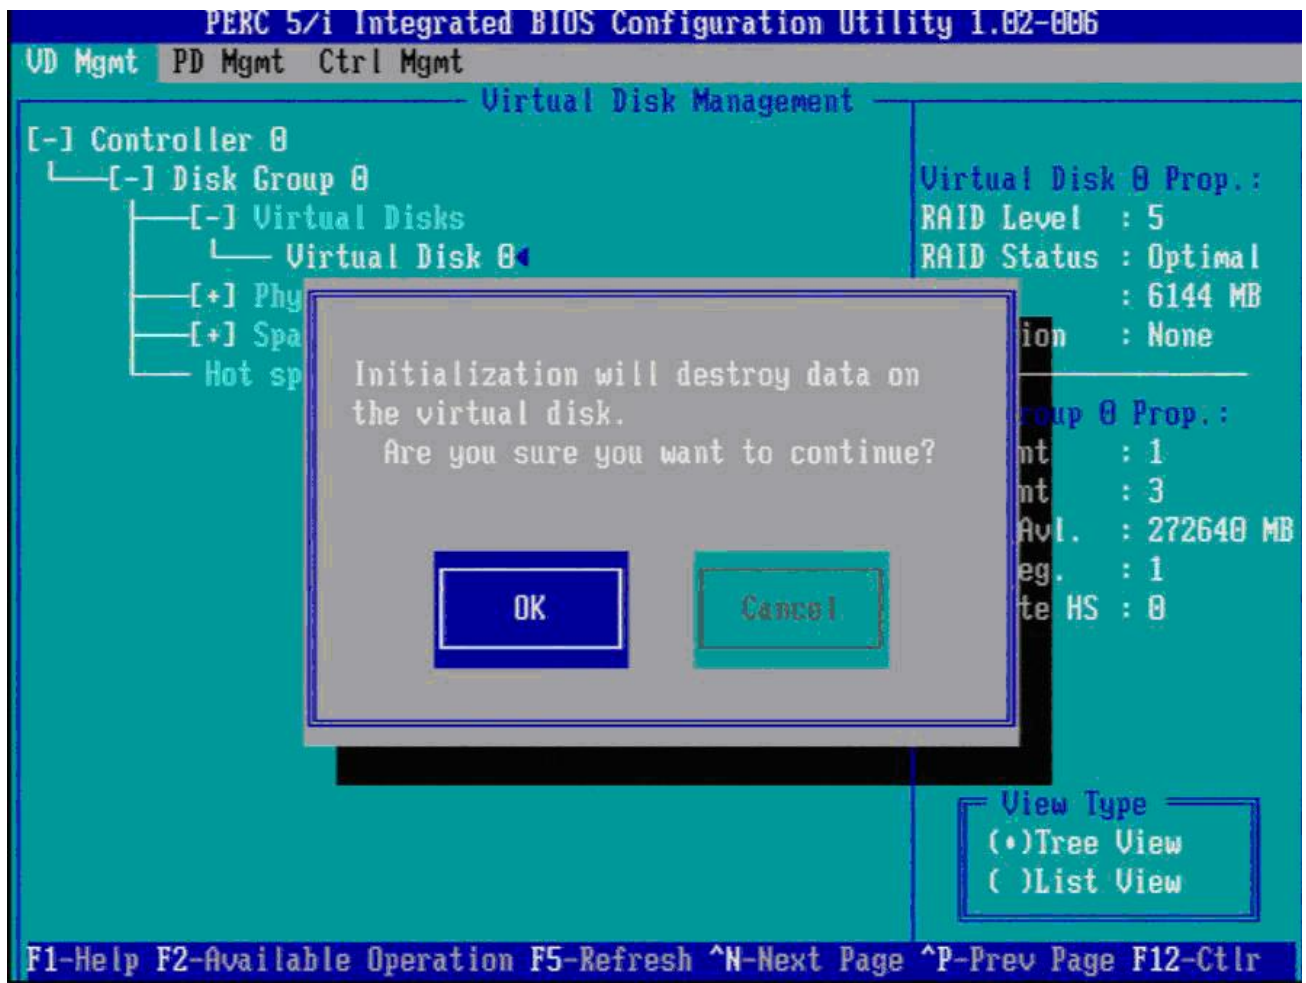 PERC 5/i Integrated BIOS Configuration Utility 1.02-006
VD Mgmt PD Mgmt Ctrl Mgmt
Virtual Disk Management
[-] Controller 0
[-] Disk Group 0
[-] Virtual Disks
Virtual Disk 0
[+] Phy
[+] Spa
Hot sp
Virtual Disk 0 Prop.:
RAID Level : 5
RAID Status : Optimal
: 6144 MB
ion : None
roup 0 Prop.:
nt : 1
nt : 3
Avl. : 272640 MB
eg. : 1
te HS : 0
Initialization will destroy data on
the virtual disk.
Are you sure you want to continue?
OK Cancel
View Type
(•)Tree View
( )List View
F1-Help F2-Available Operation F5-Refresh ^N-Next Page ^P-Prev Page F12-Ctlr